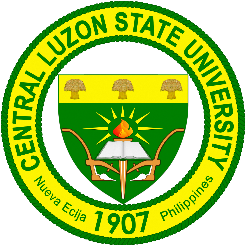 CENTRAL LUZON STATE UNIVERSITY
Nueva Ecija
1907
Philippines